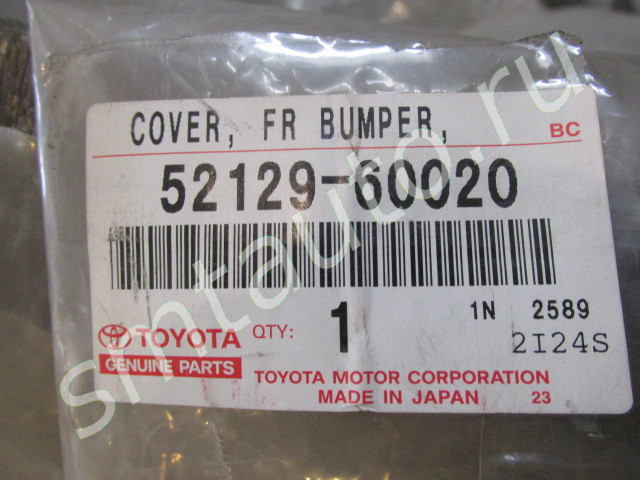 COVER, FR BUMPER,
BC
52129-60020
TOYOTA
GENUINE PARTS
QTY: 1
1N 2589
2I24S
TOYOTA MOTOR CORPORATION
MADE IN JAPAN 23
smtauto.ru